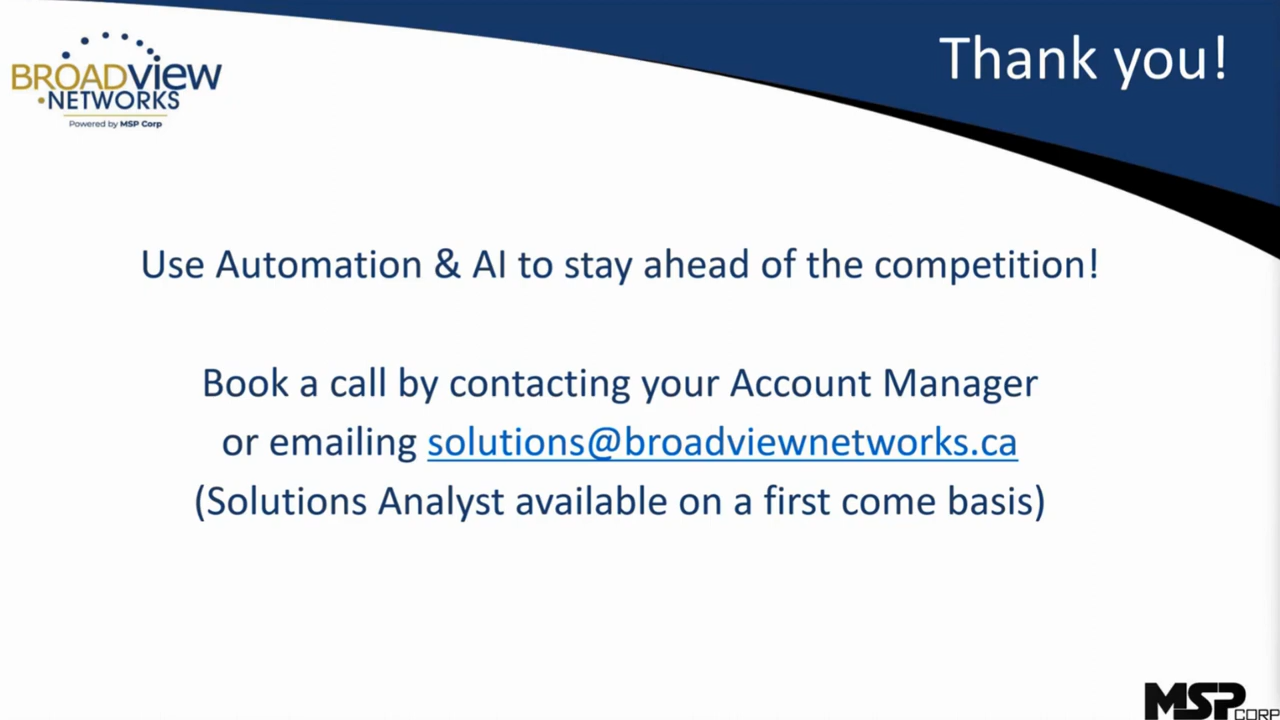 BROADVIEW
NETWORKS
Powered by MSP Corp
Thank you!
Use Automation & AI to stay ahead of the competition!
Book a call by contacting your Account Manager
or emailing solutions@broadviewnetworks.ca
(Solutions Analyst available on a first come basis)
MSP CORP